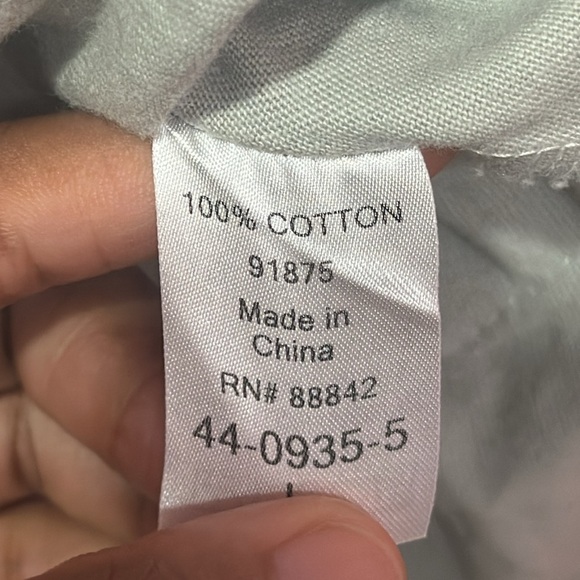 100% COTTON
91875
Made in
China
RN# 88842
44-0935-5